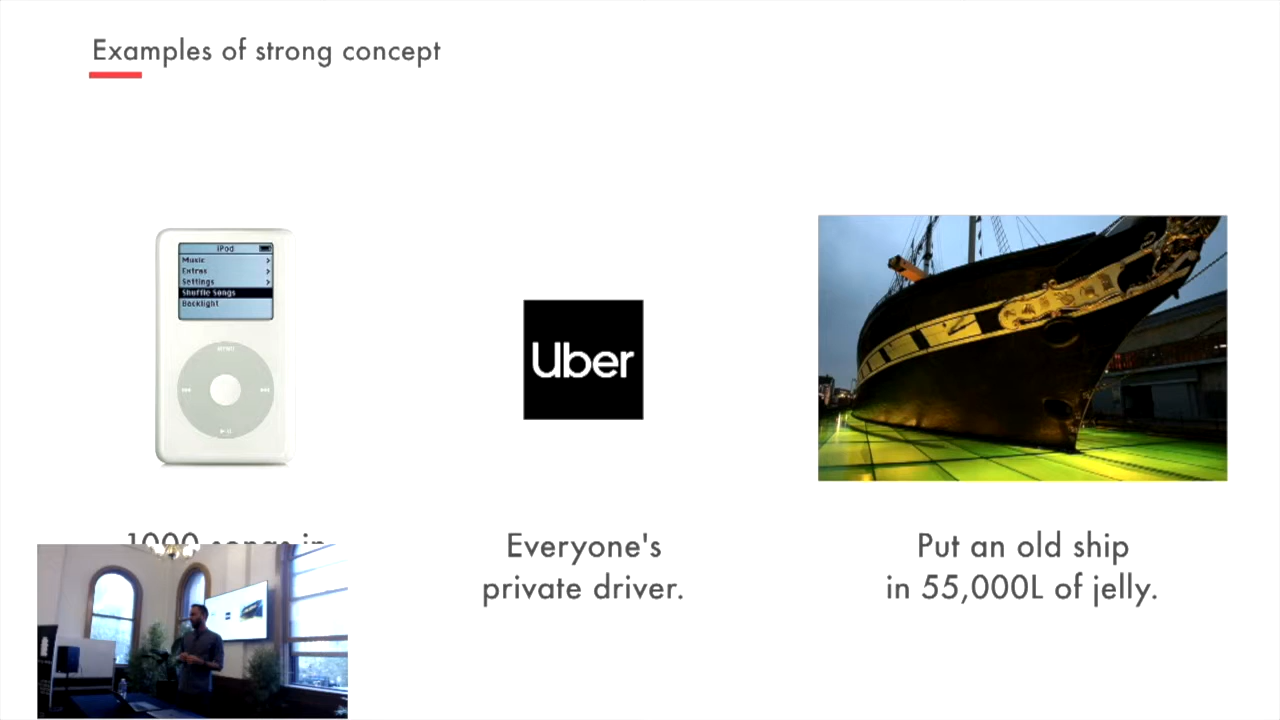 Examples of strong concept
iPod
Music
Extras
Settings
Shuffle Songs
Backlight
MENU
Uber
1000 songs in
Everyone's
private driver.
Put an old ship
in 55,000L of jelly.